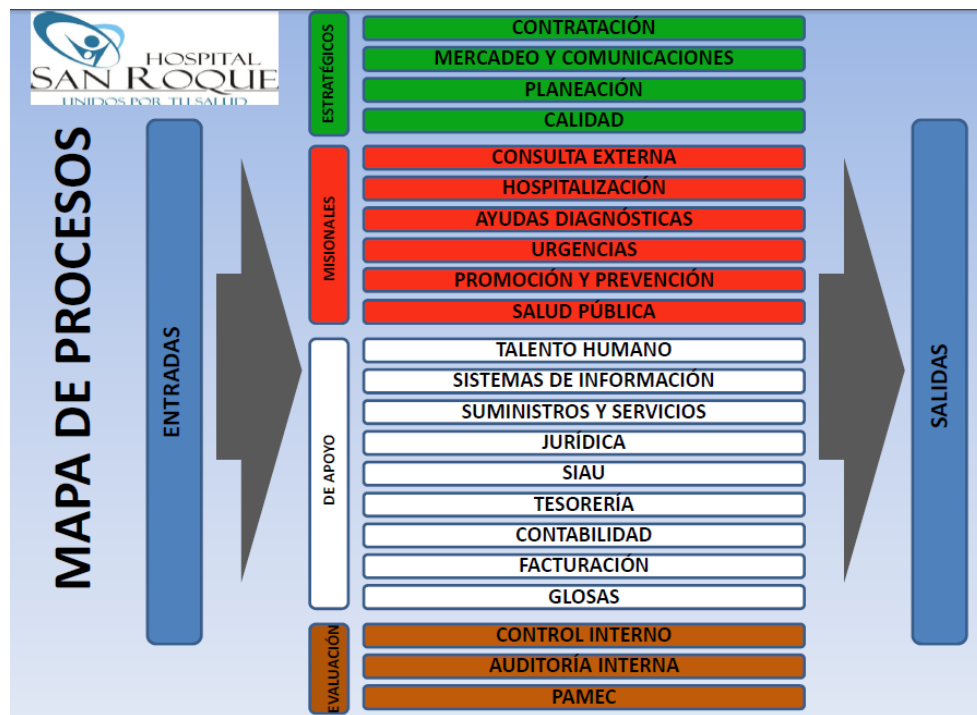 HOSPITAL
SAN ROQUE
UNIDOS POR TU SALUD
MAPA DE PROCESOS
ENTRADAS
ESTRATÉGICOS
CONTRATACIÓN
MERCADEO Y COMUNICACIONES
PLANEACIÓN
CALIDAD
MISIONALES
CONSULTA EXTERNA
HOSPITALIZACIÓN
AYUDAS DIAGNÓSTICAS
URGENCIAS
PROMOCIÓN Y PREVENCIÓN
SALUD PÚBLICA
DE APOYO
TALENTO HUMANO
SISTEMAS DE INFORMACIÓN
SUMINISTROS Y SERVICIOS
JURÍDICA
SIAU
TESORERÍA
CONTABILIDAD
FACTURACIÓN
GLOSAS
EVALUACIÓN
CONTROL INTERNO
AUDITORÍA INTERNA
PAMEC
SALIDAS